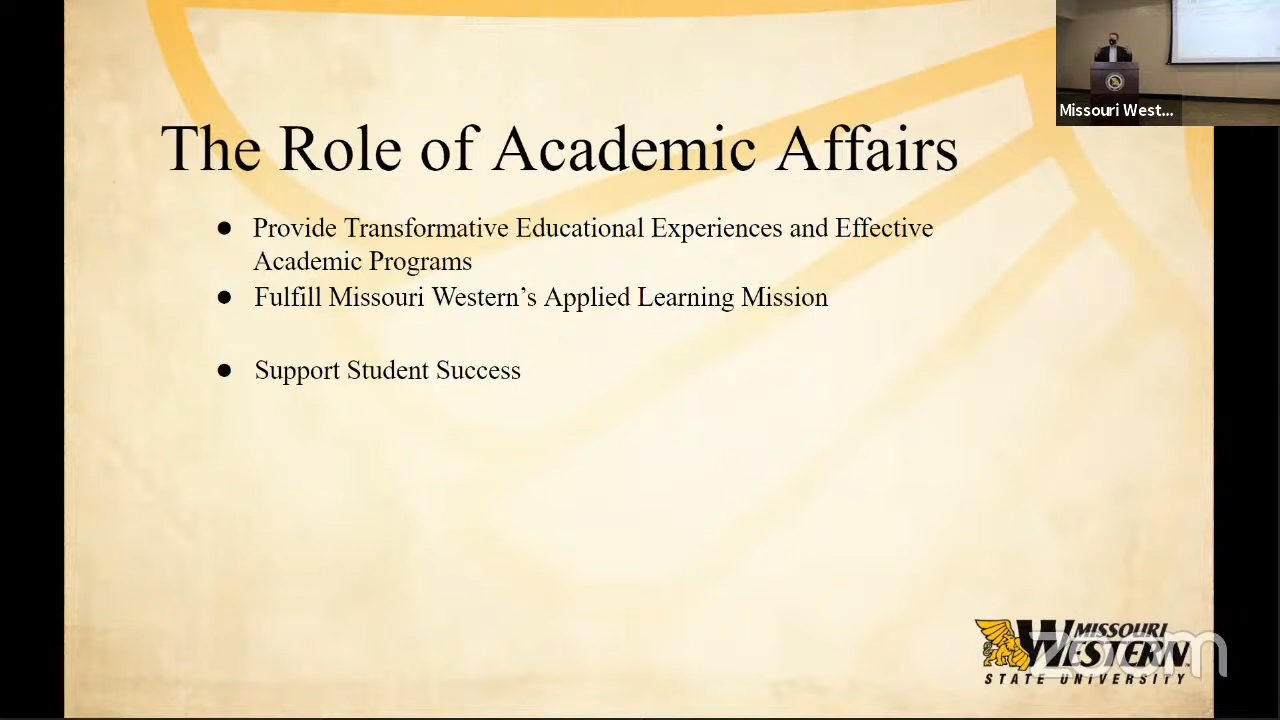 Missouri West...
The Role of Academic Affairs
● Provide Transformative Educational Experiences and Effective
Academic Programs
● Fulfill Missouri Western’s Applied Learning Mission
● Support Student Success
MISSOURI
WESTERN
zoom
STATE UNIVERSITY